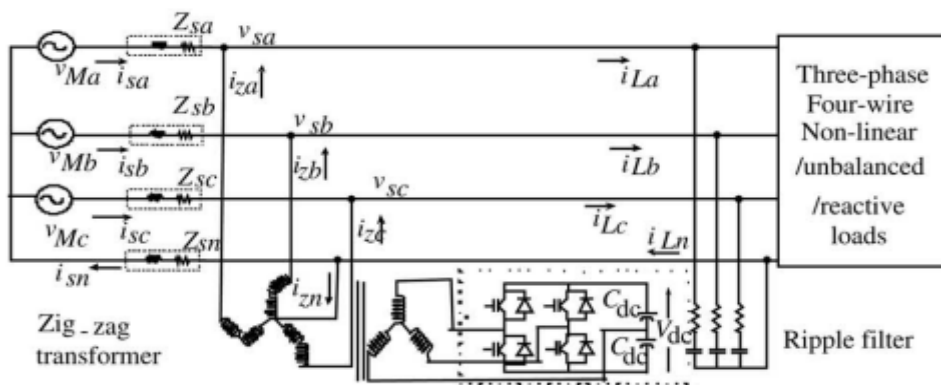 Z_sa
v_sa
v_Ma
i_sa
i_za
i_La
Three-phase
Four-wire
Non-linear
/unbalanced
/reactive
loads
Z_sb
v_sb
v_Mb
i_sb
i_zb
i_Lb
Z_sc
v_sc
v_Mc
i_sc
i_zc
i_Lc
i_Ln
Z_sn
i_sn
i_zn
C_dc
V_dc
C_dc
Zig-zag
transformer
Ripple filter